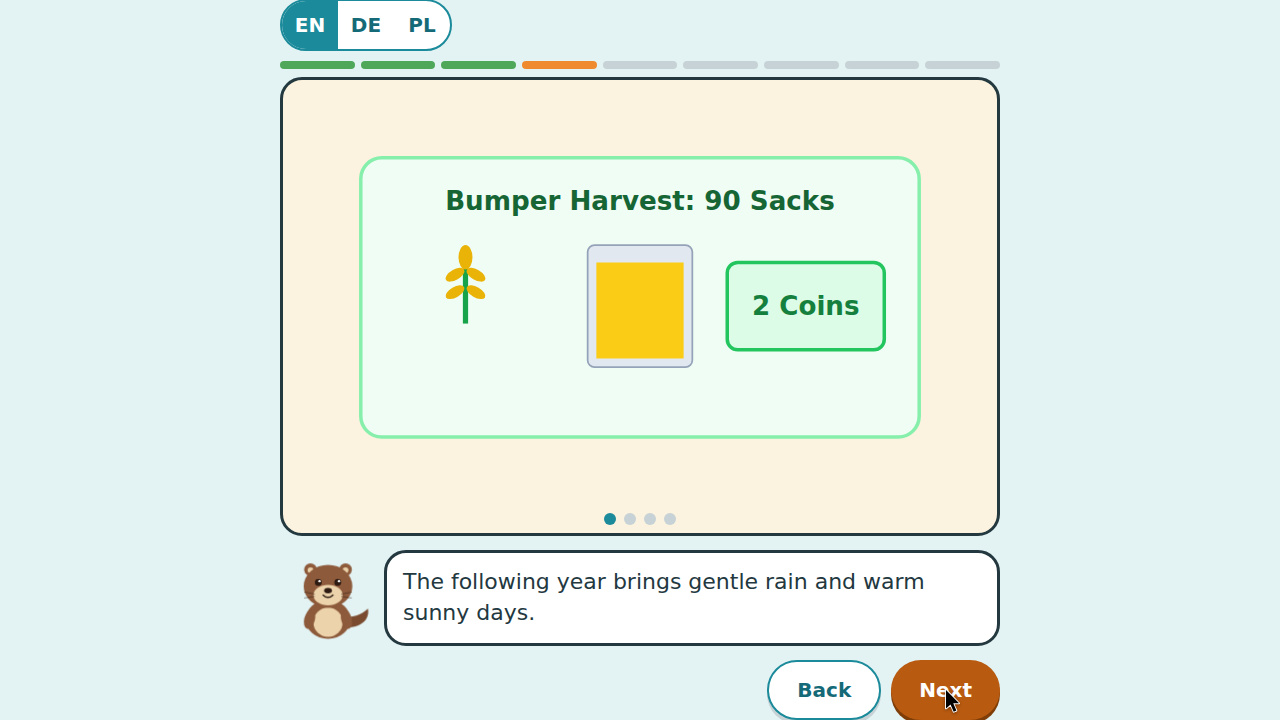 EN DE PL
Bumper Harvest: 90 Sacks
2 Coins
The following year brings gentle rain and warm
sunny days.
Back Next